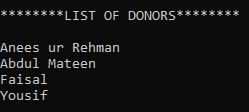 ********LIST OF DONORS********
Anees ur Rehman
Abdul Mateen
Faisal
Yousif